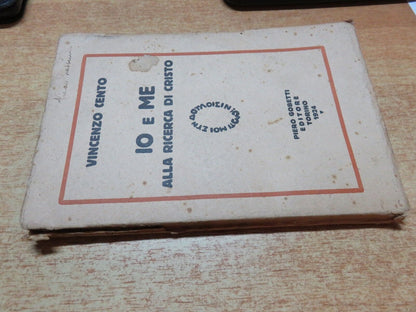 VINCENZO CENTO
IO E ME
ALLA RICERCA DI CRISTO
PIERO GOBETTI
EDITORE
TORINO
1924